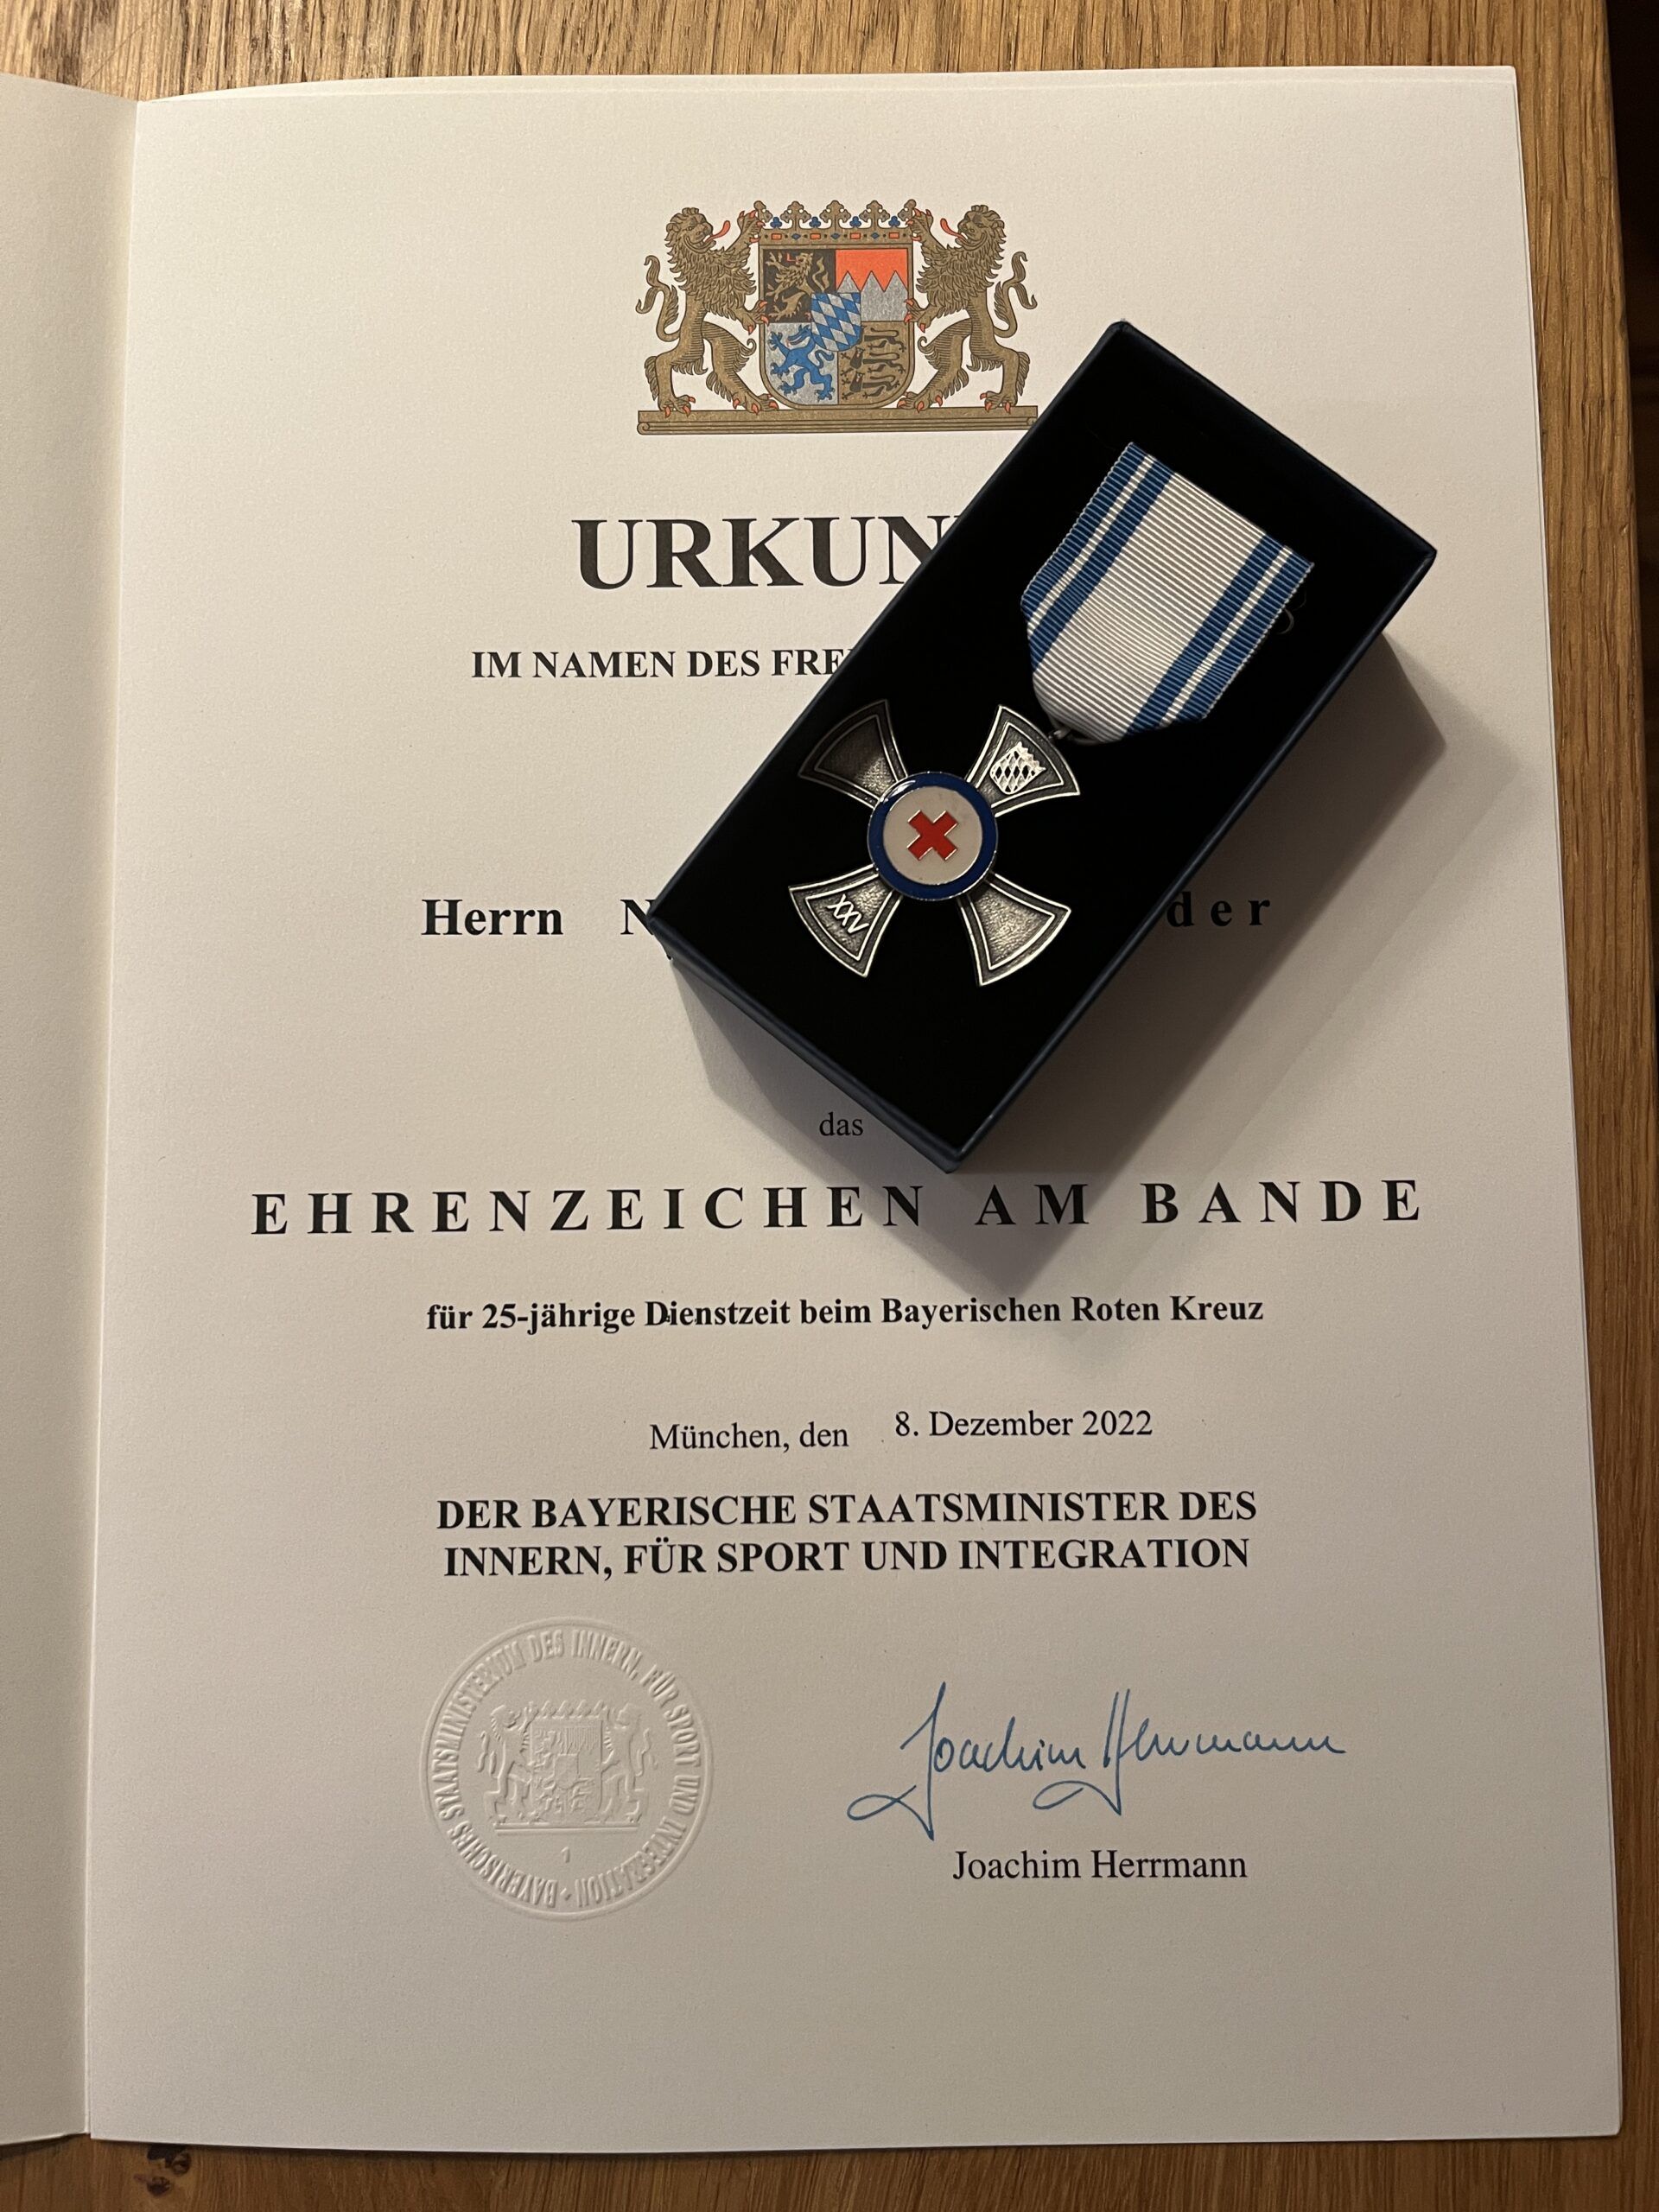 URKUN
IM NAMEN DES FRE
Herrn N der
XXV
das
EHRENZEICHEN AM BANDE
für 25-jährige Dienstzeit beim Bayerischen Roten Kreuz
München, den 8. Dezember 2022
DER BAYERISCHE STAATSMINISTER DES
INNERN, FÜR SPORT UND INTEGRATION
BAYERISCHES STAATSMINISTERIUM DES INNERN, FÜR SPORT UND INTEGRATION
1
Joachim Herrmann
Joachim Herrmann